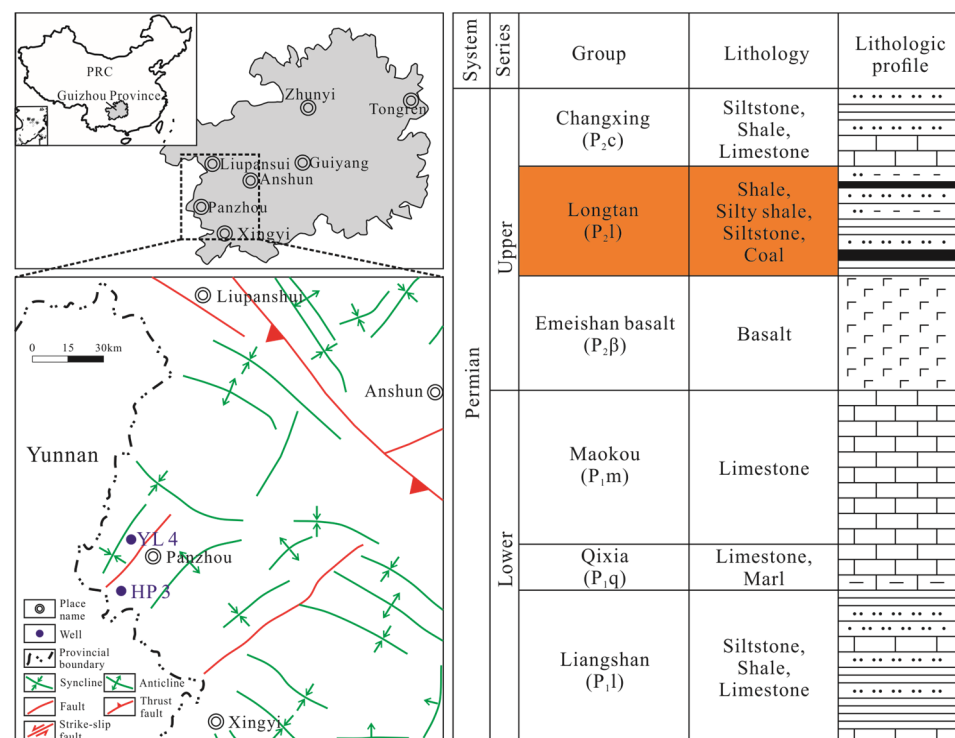 PRC
Guizhou Province
Zhunyi
Tongren
Liupansui
Guiyang
Anshun
Panzhou
Xingyi
Liupanshui
0 15 30km
Anshun
Yunnan
YL 4
Panzhou
HP 3
Place
name
Well
Provincial
boundary
Syncline
Anticline
Fault
Thrust
fault
Strike-slip
fault
Xingyi
System
Series
Group
Lithology
Lithologic
profile
Permian
Upper
Changxing
(P₂c)
Siltstone,
Shale,
Limestone
Longtan
(P₂l)
Shale,
Silty shale,
Siltstone,
Coal
Emeishan basalt
(P₂β)
Basalt
Lower
Maokou
(P₁m)
Limestone
Qixia
(P₁q)
Limestone,
Marl
Liangshan
(P₁l)
Siltstone,
Shale,
Limestone